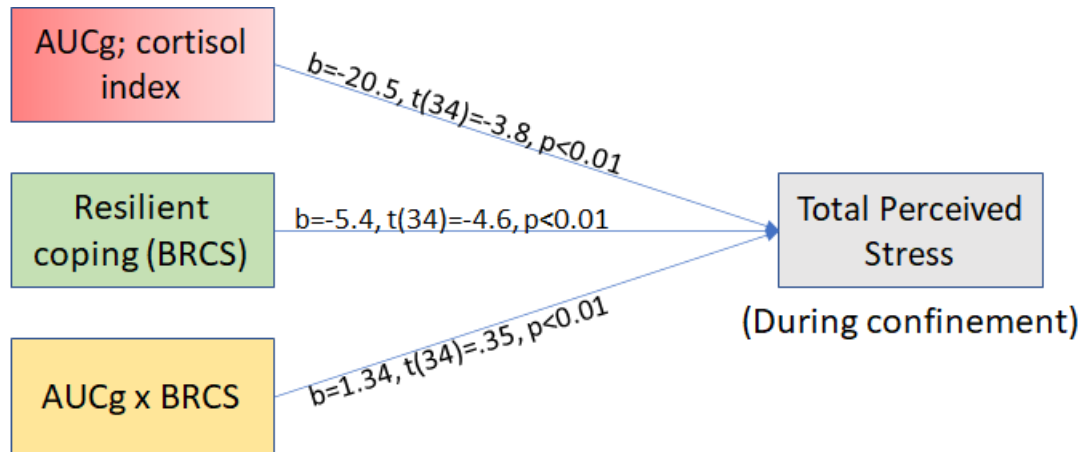 AUCg; cortisol
index
b=-20.5, t(34)=-3.8, p<0.01
Resilient
coping (BRCS)
b=-5.4, t(34)=-4.6, p<0.01
Total Perceived
Stress
(During confinement)
AUCg x BRCS
b=1.34, t(34)=.35, p<0.01